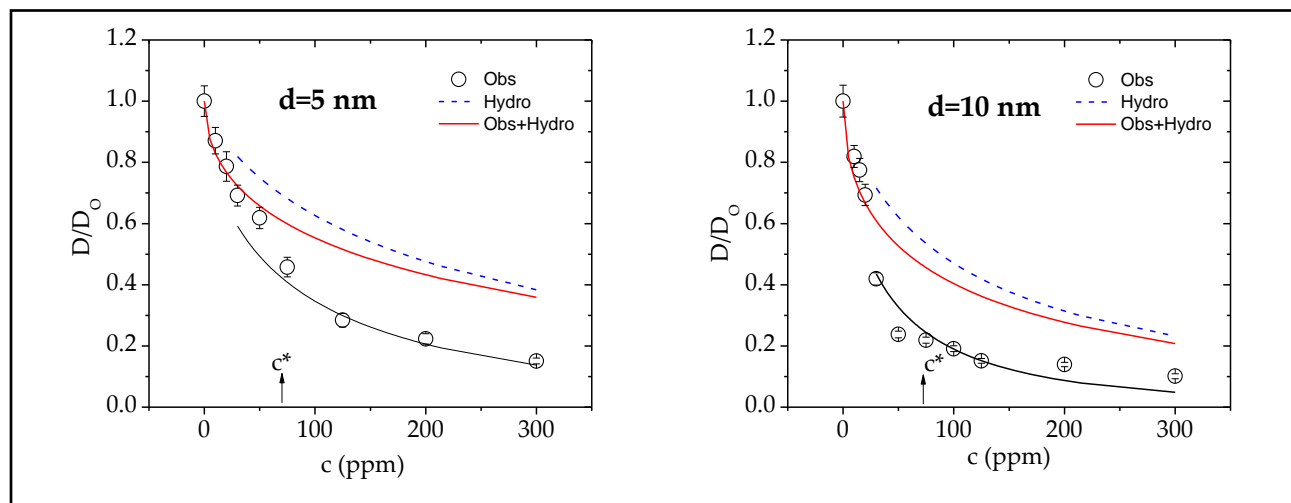 1.2
1.0
0.8
0.6
0.4
0.2
0.0
D/D_O
d=5 nm
Obs
Hydro
Obs+Hydro
c*
0 100 200 300
c (ppm)
1.2
1.0
0.8
0.6
0.4
0.2
0.0
D/D_O
d=10 nm
Obs
Hydro
Obs+Hydro
c*
0 100 200 300
c (ppm)